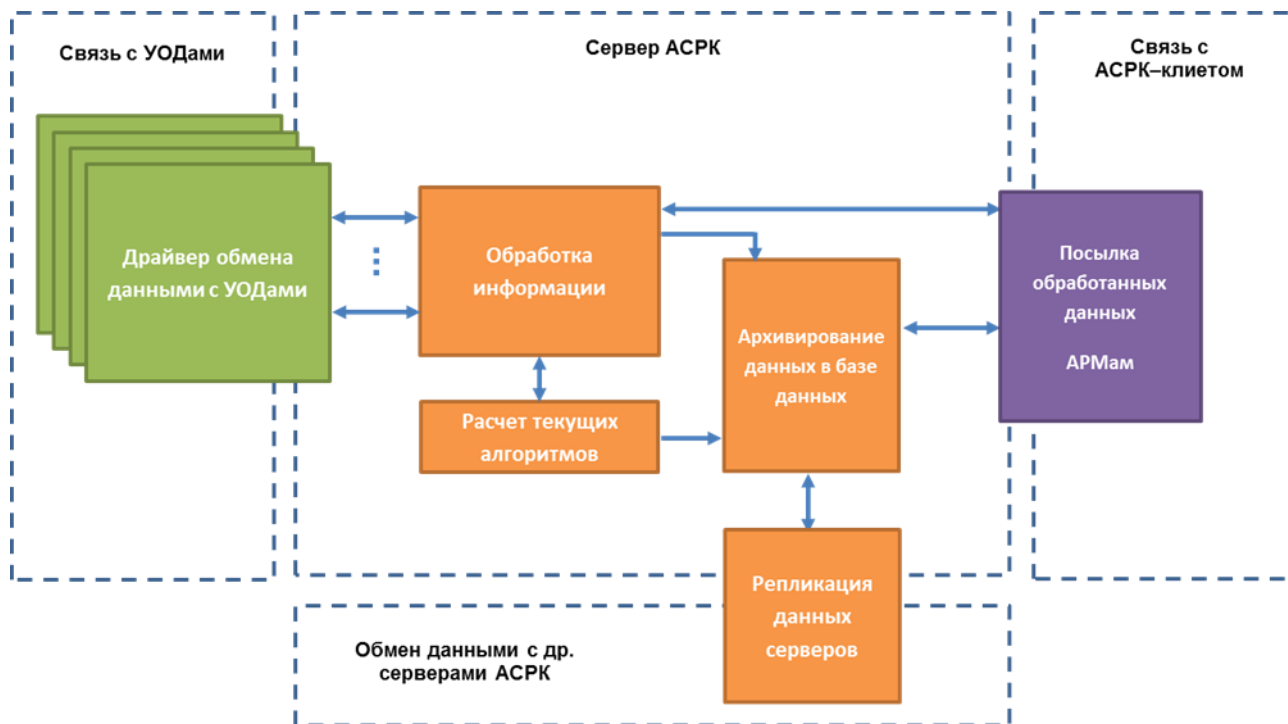 Связь с УОДами
Сервер АСРК
Связь с
АСРК–клиетом
Драйвер обмена
данными с УОДами
Обработка
информации
Расчет текущих
алгоритмов
Архивирование
данных в базе
данных
Посылка
обработанных
данных
АРМам
Репликация
данных
серверов
Обмен данными с др.
серверами АСРК